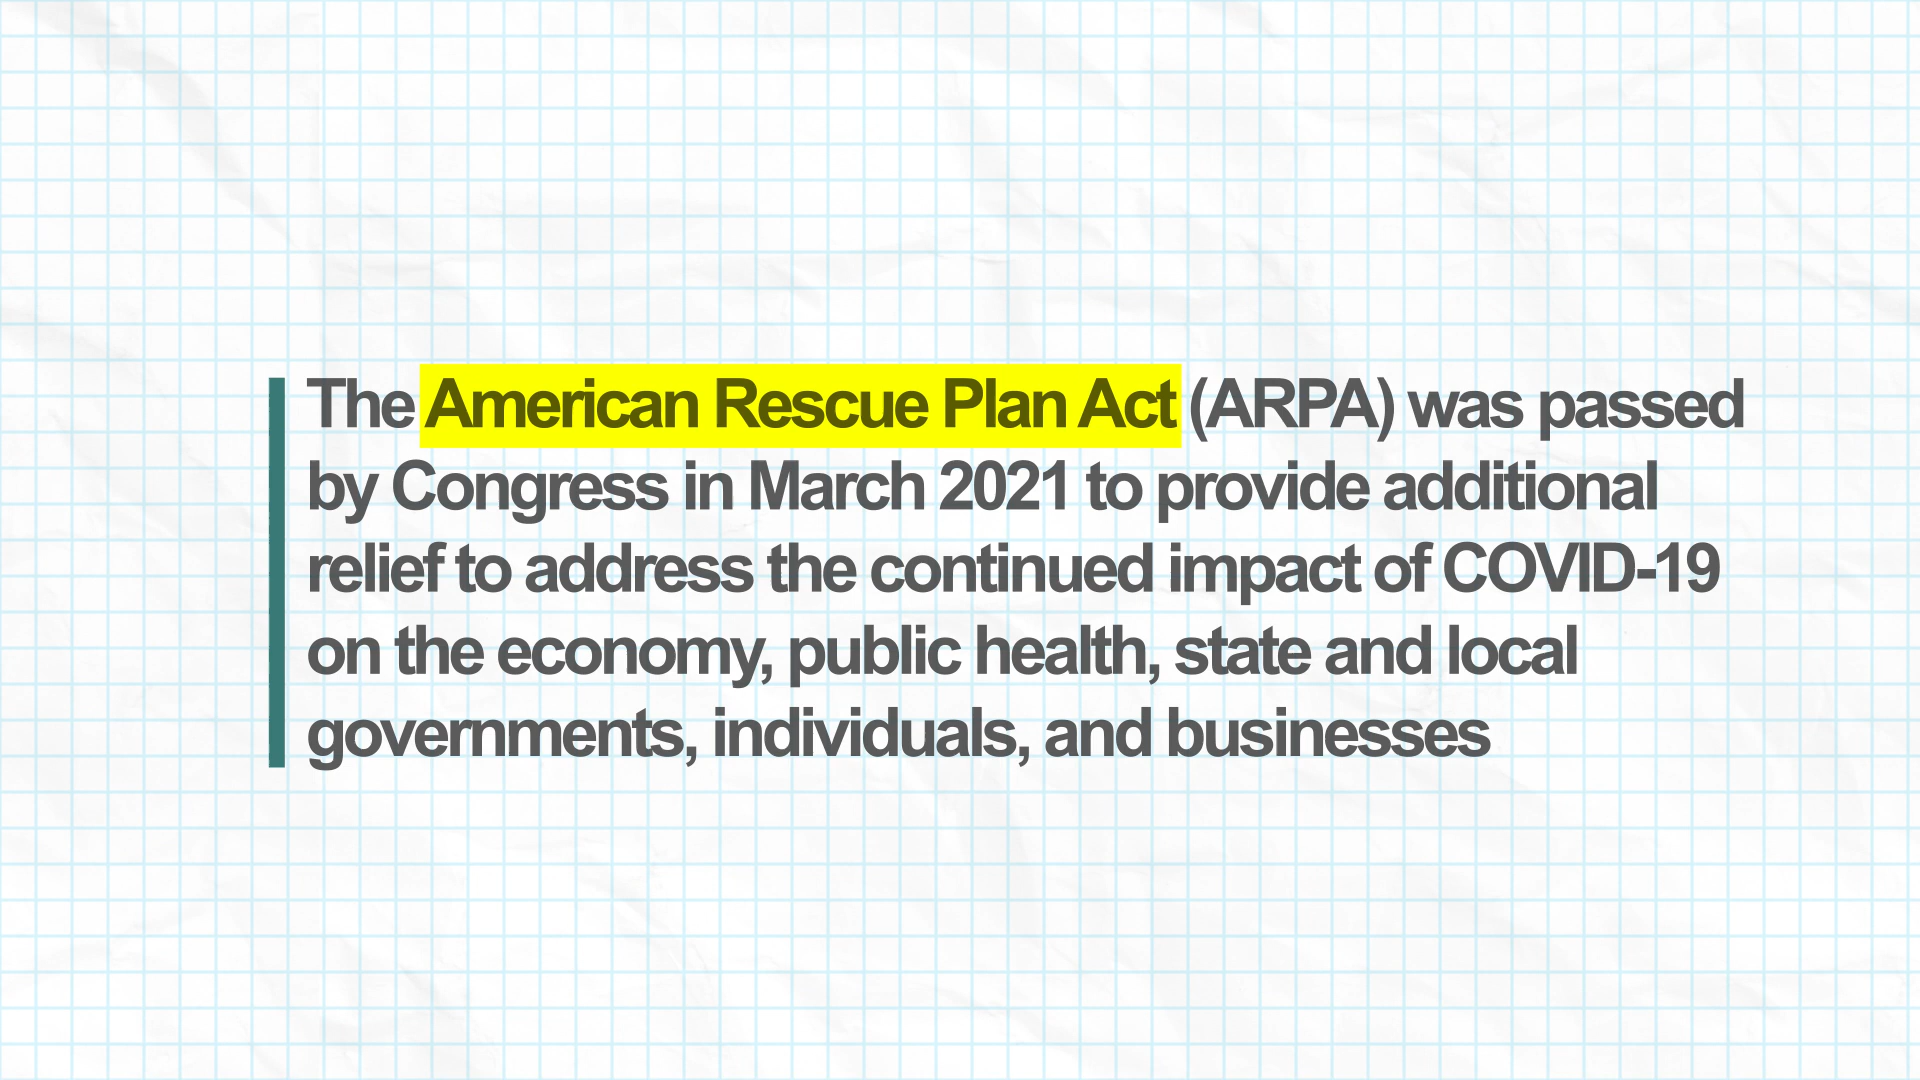 The American Rescue Plan Act (ARPA) was passed
by Congress in March 2021 to provide additional
relief to address the continued impact of COVID-19
on the economy, public health, state and local
governments, individuals, and businesses